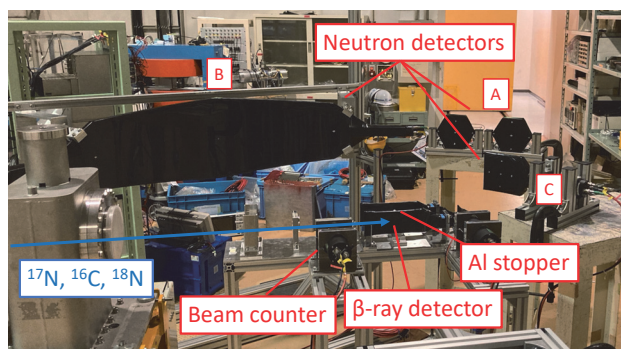 Neutron detectors
B
A
C
¹⁷N, ¹⁶C, ¹⁸N
Al stopper
Beam counter
β-ray detector